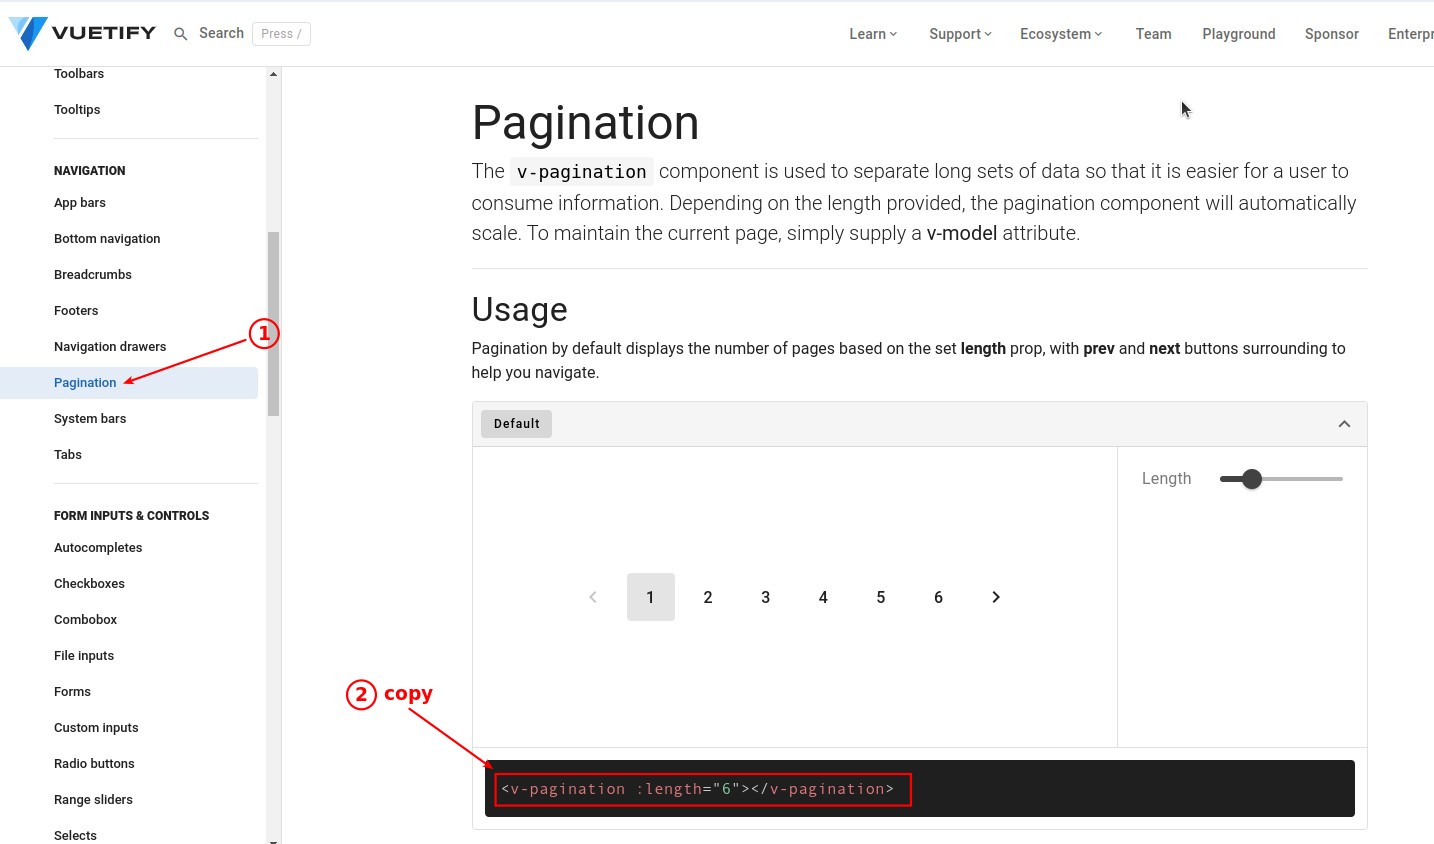 VUETIFY
Search
Press /
Learn
Support
Ecosystem
Team
Playground
Sponsor
Toolbars
Tooltips
NAVIGATION
App bars
Bottom navigation
Breadcrumbs
Footers
Navigation drawers
1
Pagination
System bars
Tabs
FORM INPUTS & CONTROLS
Autocompletes
Checkboxes
Combobox
File inputs
Forms
Custom inputs
Radio buttons
Range sliders
Selects
Pagination
The v-pagination component is used to separate long sets of data so that it is easier for a user to
consume information. Depending on the length provided, the pagination component will automatically
scale. To maintain the current page, simply supply a v-model attribute.
Usage
Pagination by default displays the number of pages based on the set length prop, with prev and next buttons surrounding to
help you navigate.
Default
Length
1 2 3 4 5 6
2 copy
<v-pagination :length="6"></v-pagination>